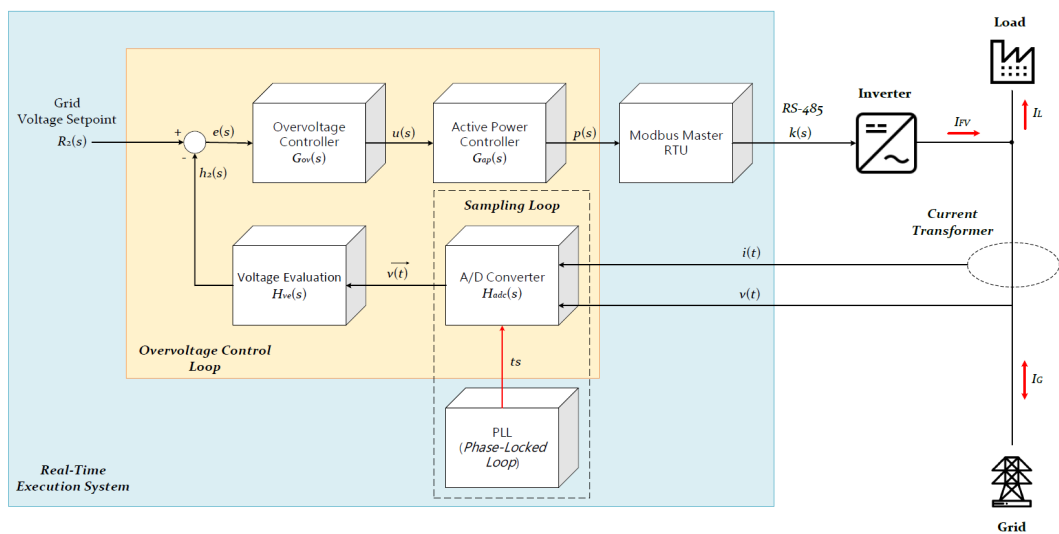 Load
Grid
Voltage Setpoint
R₂(s)
+
-
e(s)
h₂(s)
Overvoltage
Controller
Gov(s)
u(s)
Active Power
Controller
Gap(s)
p(s)
Modbus Master
RTU
RS-485
k(s)
Inverter
IFV
IL
Sampling Loop
Current
Transformer
Voltage Evaluation
Hve(s)
v(t)
A/D Converter
Hadc(s)
i(t)
v(t)
Overvoltage Control
Loop
ts
IG
PLL
(Phase-Locked
Loop)
Real-Time
Execution System
Grid